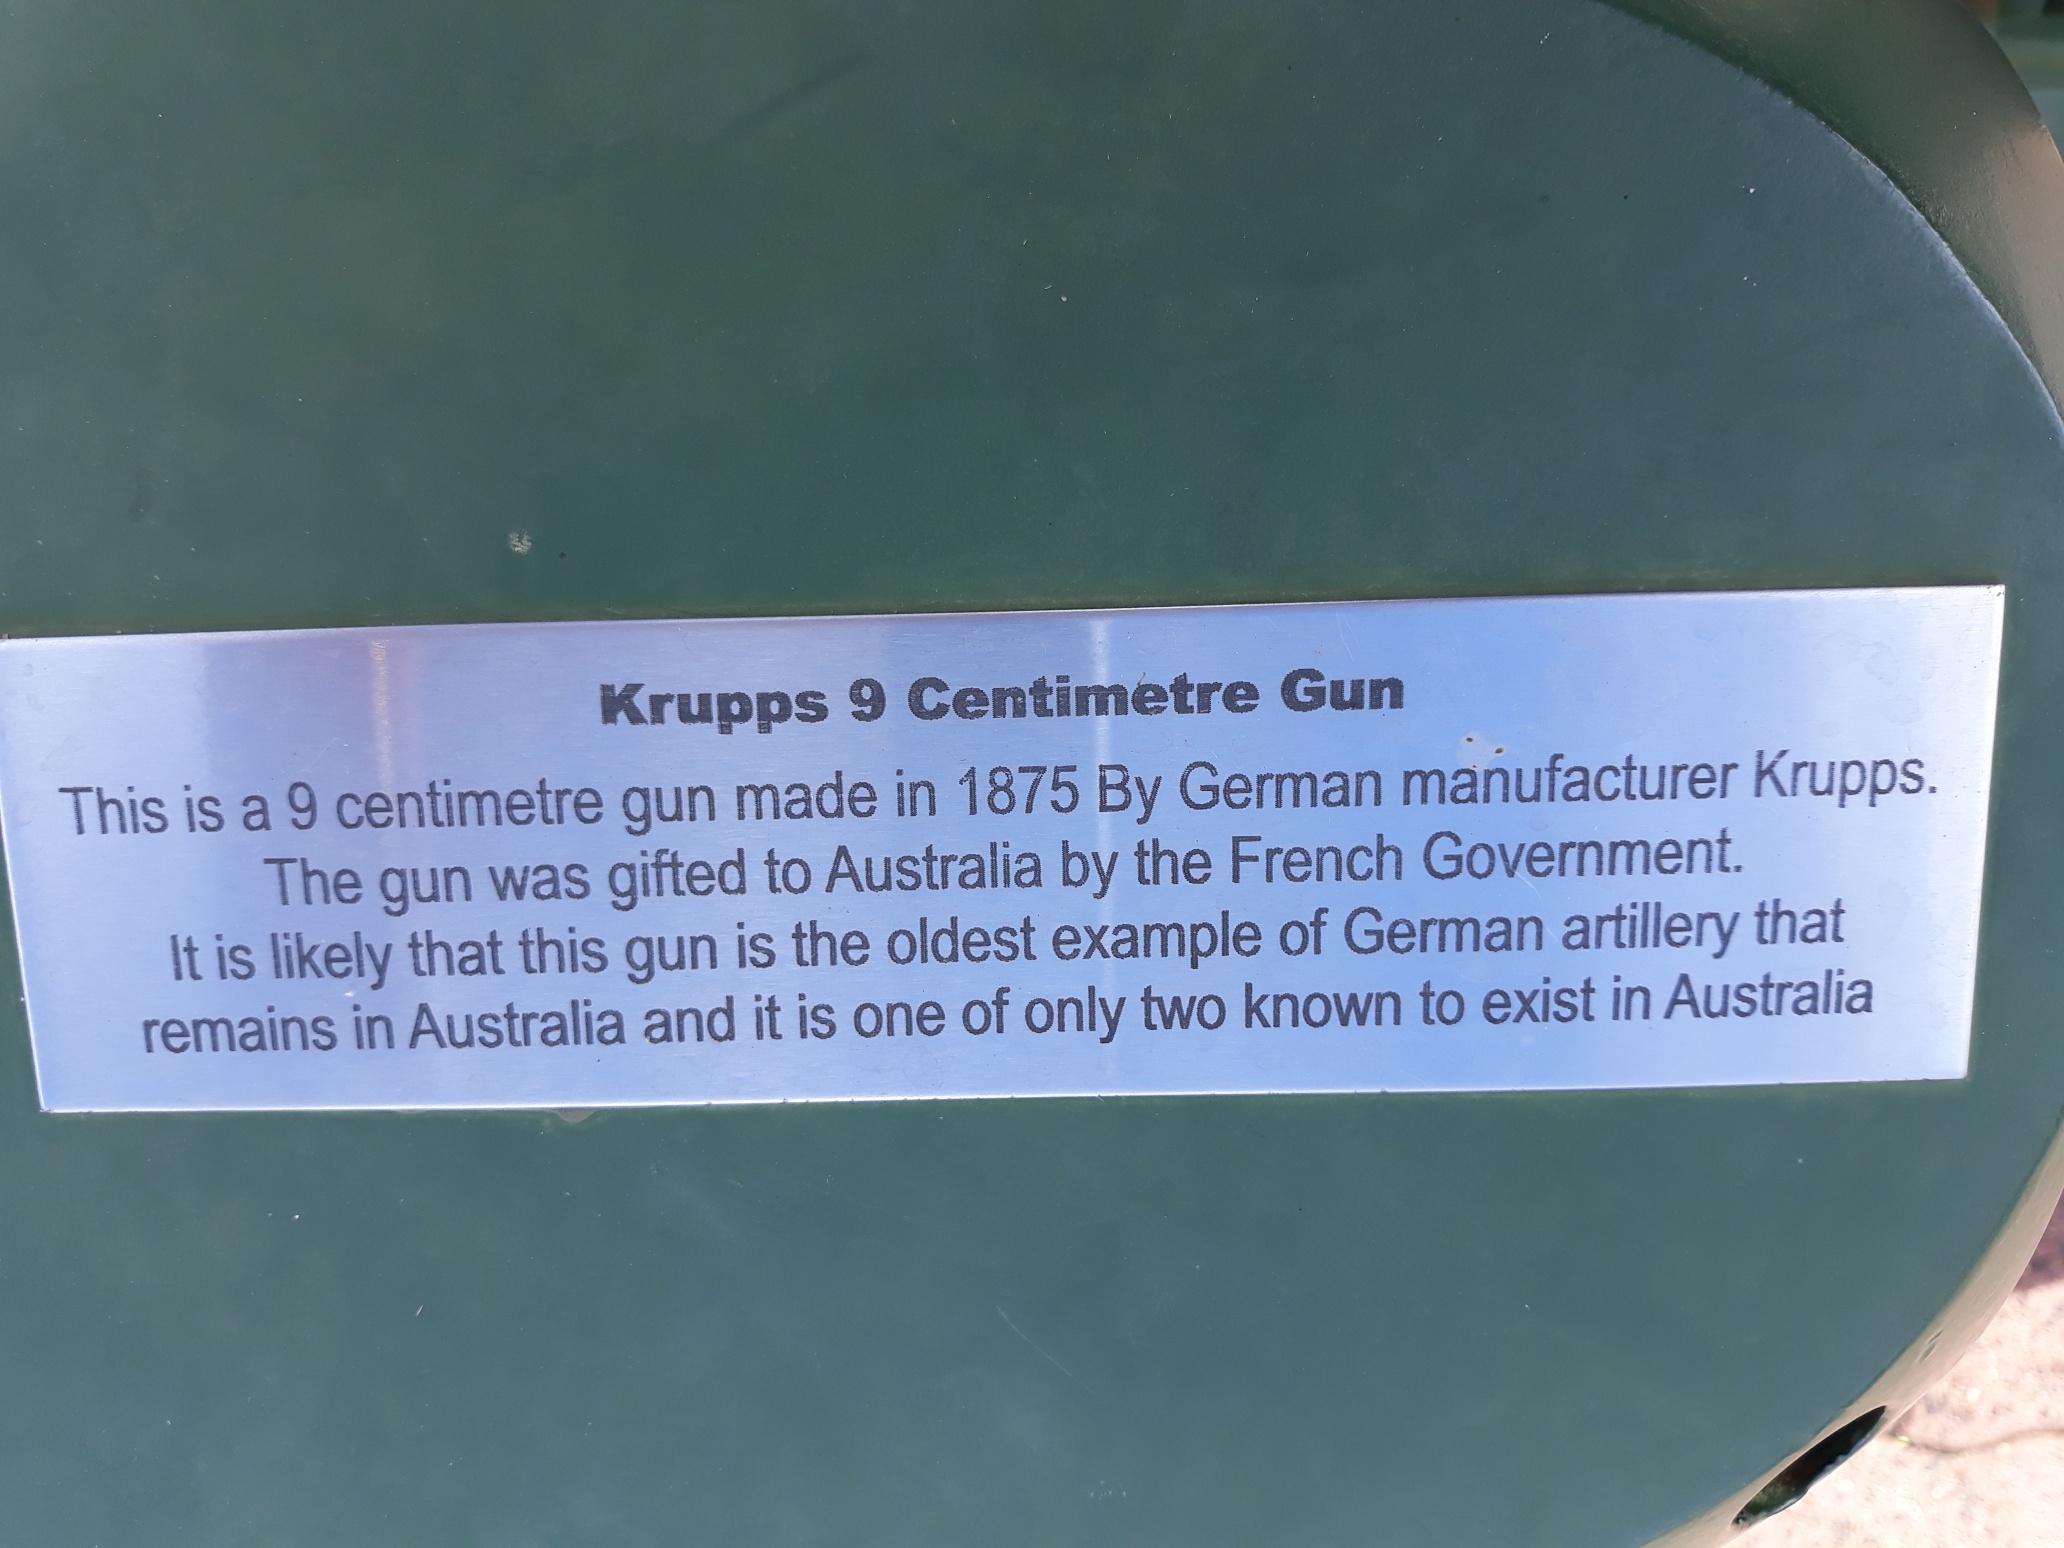 Krupps 9 Centimetre Gun
This is a 9 centimetre gun made in 1875 By German manufacturer Krupps.
The gun was gifted to Australia by the French Government.
It is likely that this gun is the oldest example of German artillery that
remains in Australia and it is one of only two known to exist in Australia